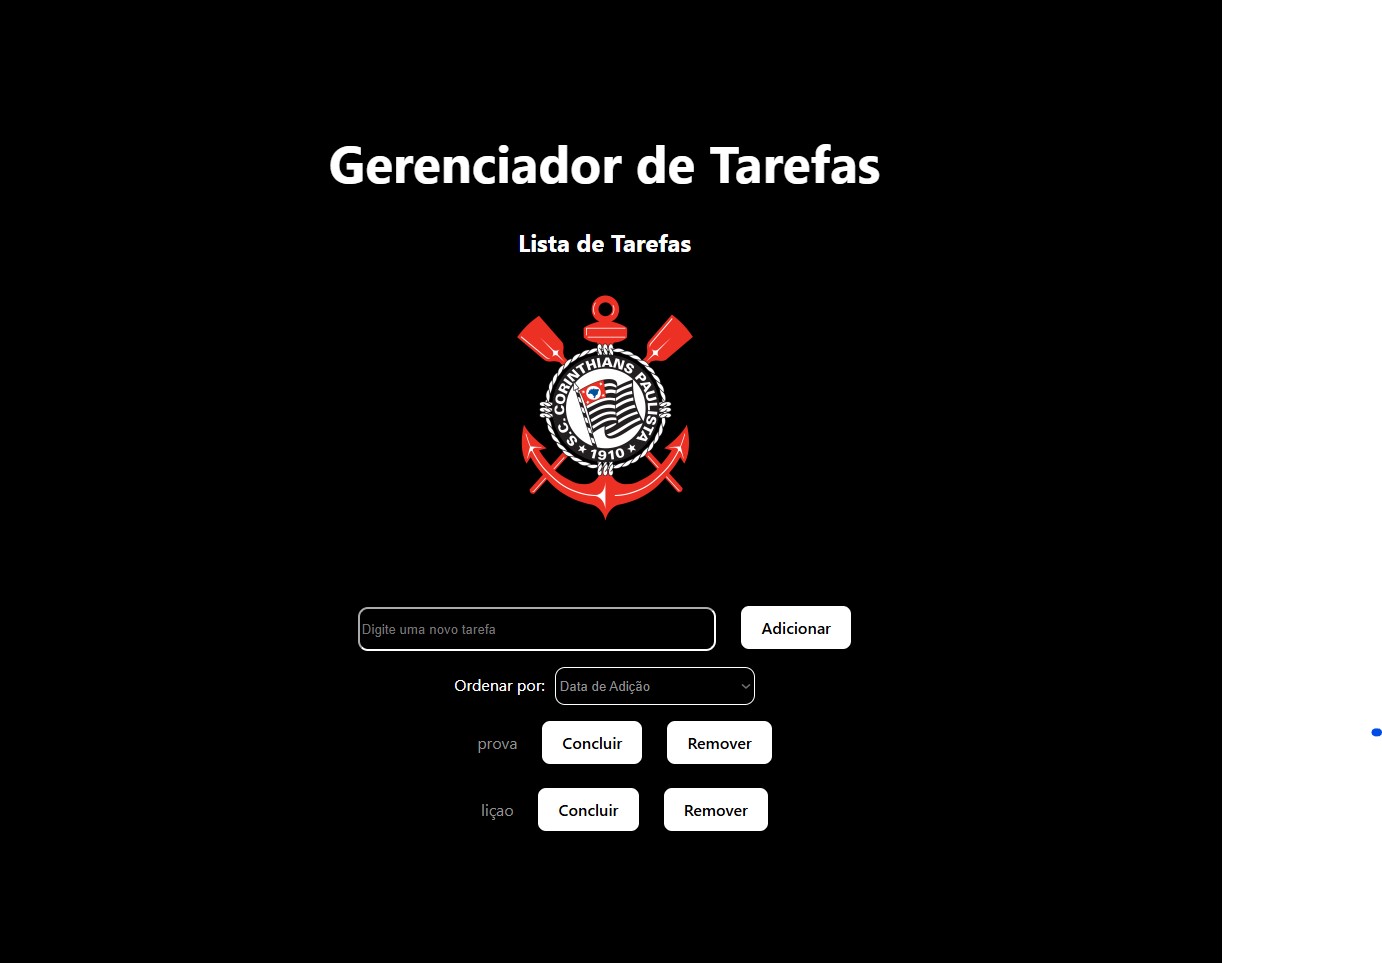 Gerenciador de Tarefas
Lista de Tarefas
S.C. CORINTHIANS PAULISTA
1910
Digite uma novo tarefa
Adicionar
Ordenar por: Data de Adição
prova Concluir Remover
liçao Concluir Remover